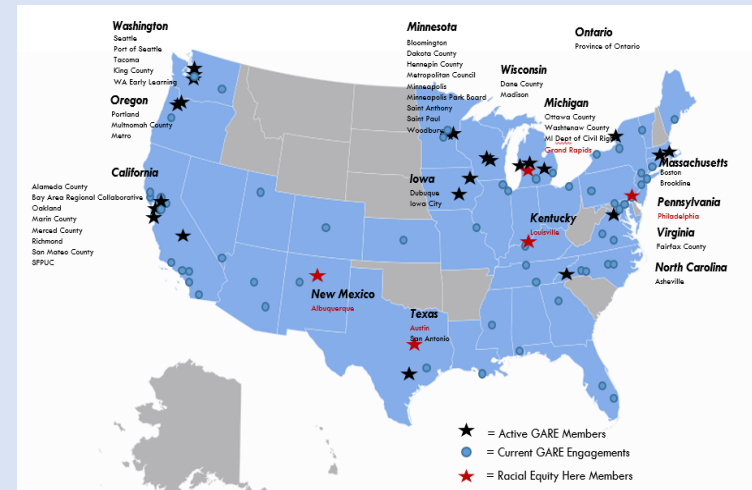 Washington
Seattle
Port of Seattle
Tacoma
King County
WA Early Learning
Oregon
Portland
Multnomah County
Metro
California
Alameda County
Bay Area Regional Collaborative
Oakland
Marin County
Merced County
Richmond
San Mateo County
SFPUC
Minnesota
Bloomington
Dakota County
Hennepin County
Metropolitan Council
Minneapolis
Minneapolis Park Board
Saint Anthony
Saint Paul
Woodbury
Wisconsin
Dane County
Madison
Ontario
Province of Ontario
Michigan
Ottawa County
Washtenaw County
MI Dept of Civil Rights
Grand Rapids
Iowa
Dubuque
Iowa City
Massachusetts
Boston
Brookline
Pennsylvania
Philadelphia
Kentucky
Louisville
Virginia
Fairfax County
North Carolina
Asheville
New Mexico
Albuquerque
Texas
Austin
San Antonio
= Active GARE Members
= Current GARE Engagements
= Racial Equity Here Members